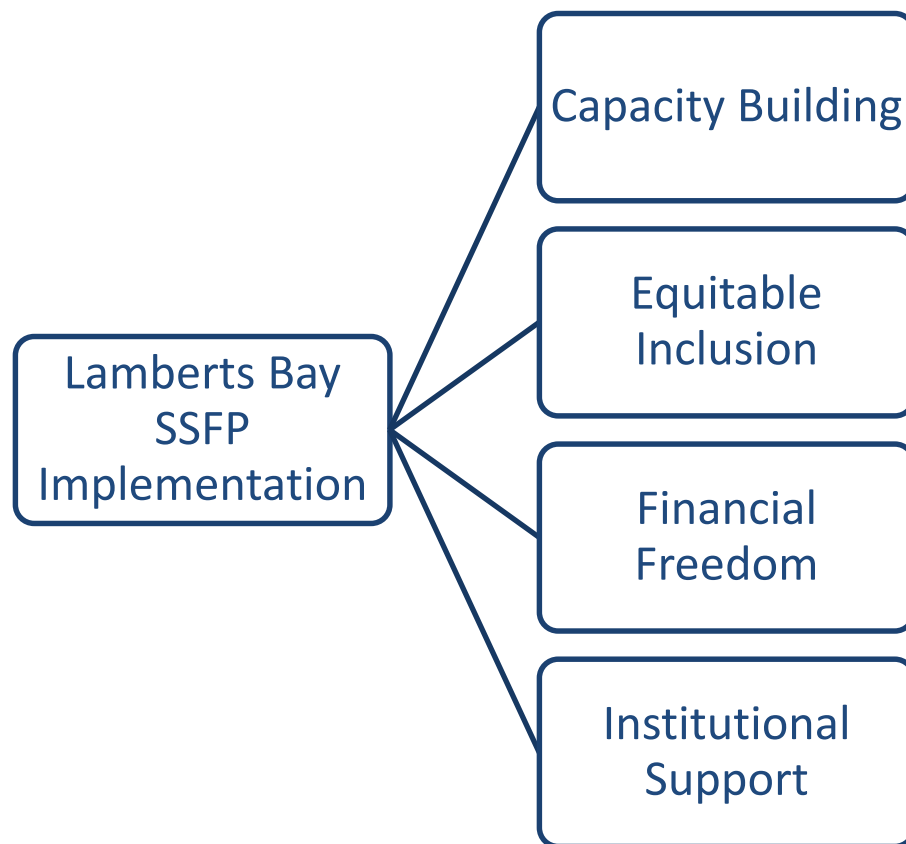 Lamberts Bay
SSFP
Implementation
Capacity Building
Equitable
Inclusion
Financial
Freedom
Institutional
Support